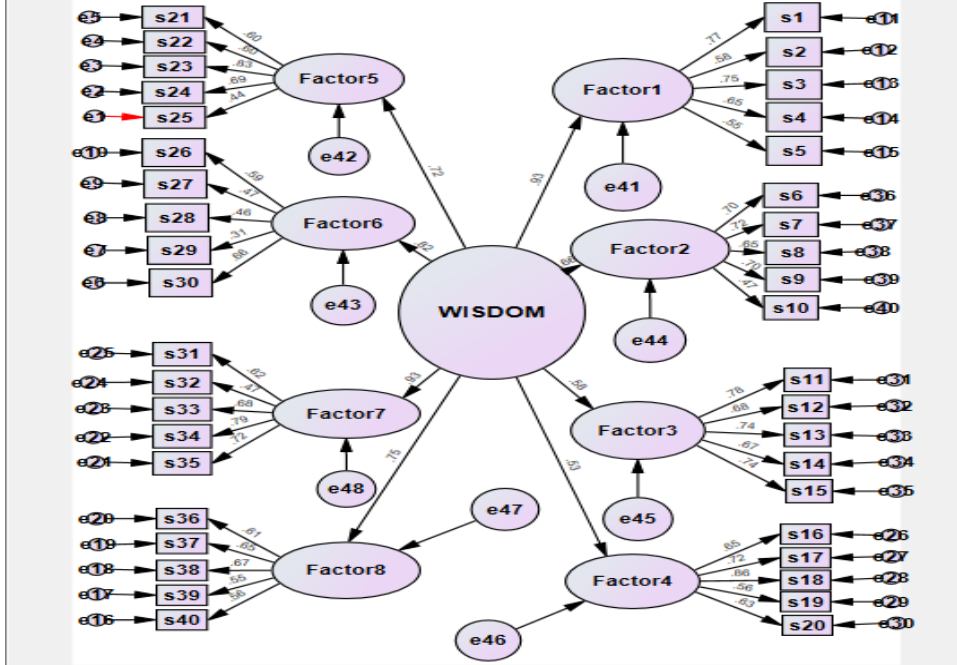 e5 s21 .60
e4 s22 .60
e3 s23 .83
e2 s24 .69
e1 s25 .44
Factor5
e42
.72
.77 s1 e11
.58 s2 e12
.75 s3 e13
.65 s4 e14
.55 s5 e15
Factor1
e41
.93
s26 .59
e9 s27 .47
e8 s28 .46
e7 s29 .31
e6 s30
Factor6
e43
.82
.70 s6 e36
.72 s7 e37
.65 s8 e38
.70 s9 e39
.47 s10 e40
Factor2
e44
.66
WISDOM
e25 s31 .62
e24 s32 .47
e23 s33 .68
e22 s34 .79
e21 s35 .72
Factor7
e48
.93
.78 s11 e31
.68 s12 e32
.74 s13 e33
.67 s14 e34
.74 s15 e35
Factor3
e45
.58
e20 s36 .61
e19 s37 .65
e18 s38 .67
e17 s39 .55
e16 s40 .56
Factor8
e47
.75
.65 s16 e26
.72 s17 e27
s18 e28
.56 s19 e29
.63 s20 e30
Factor4
e46